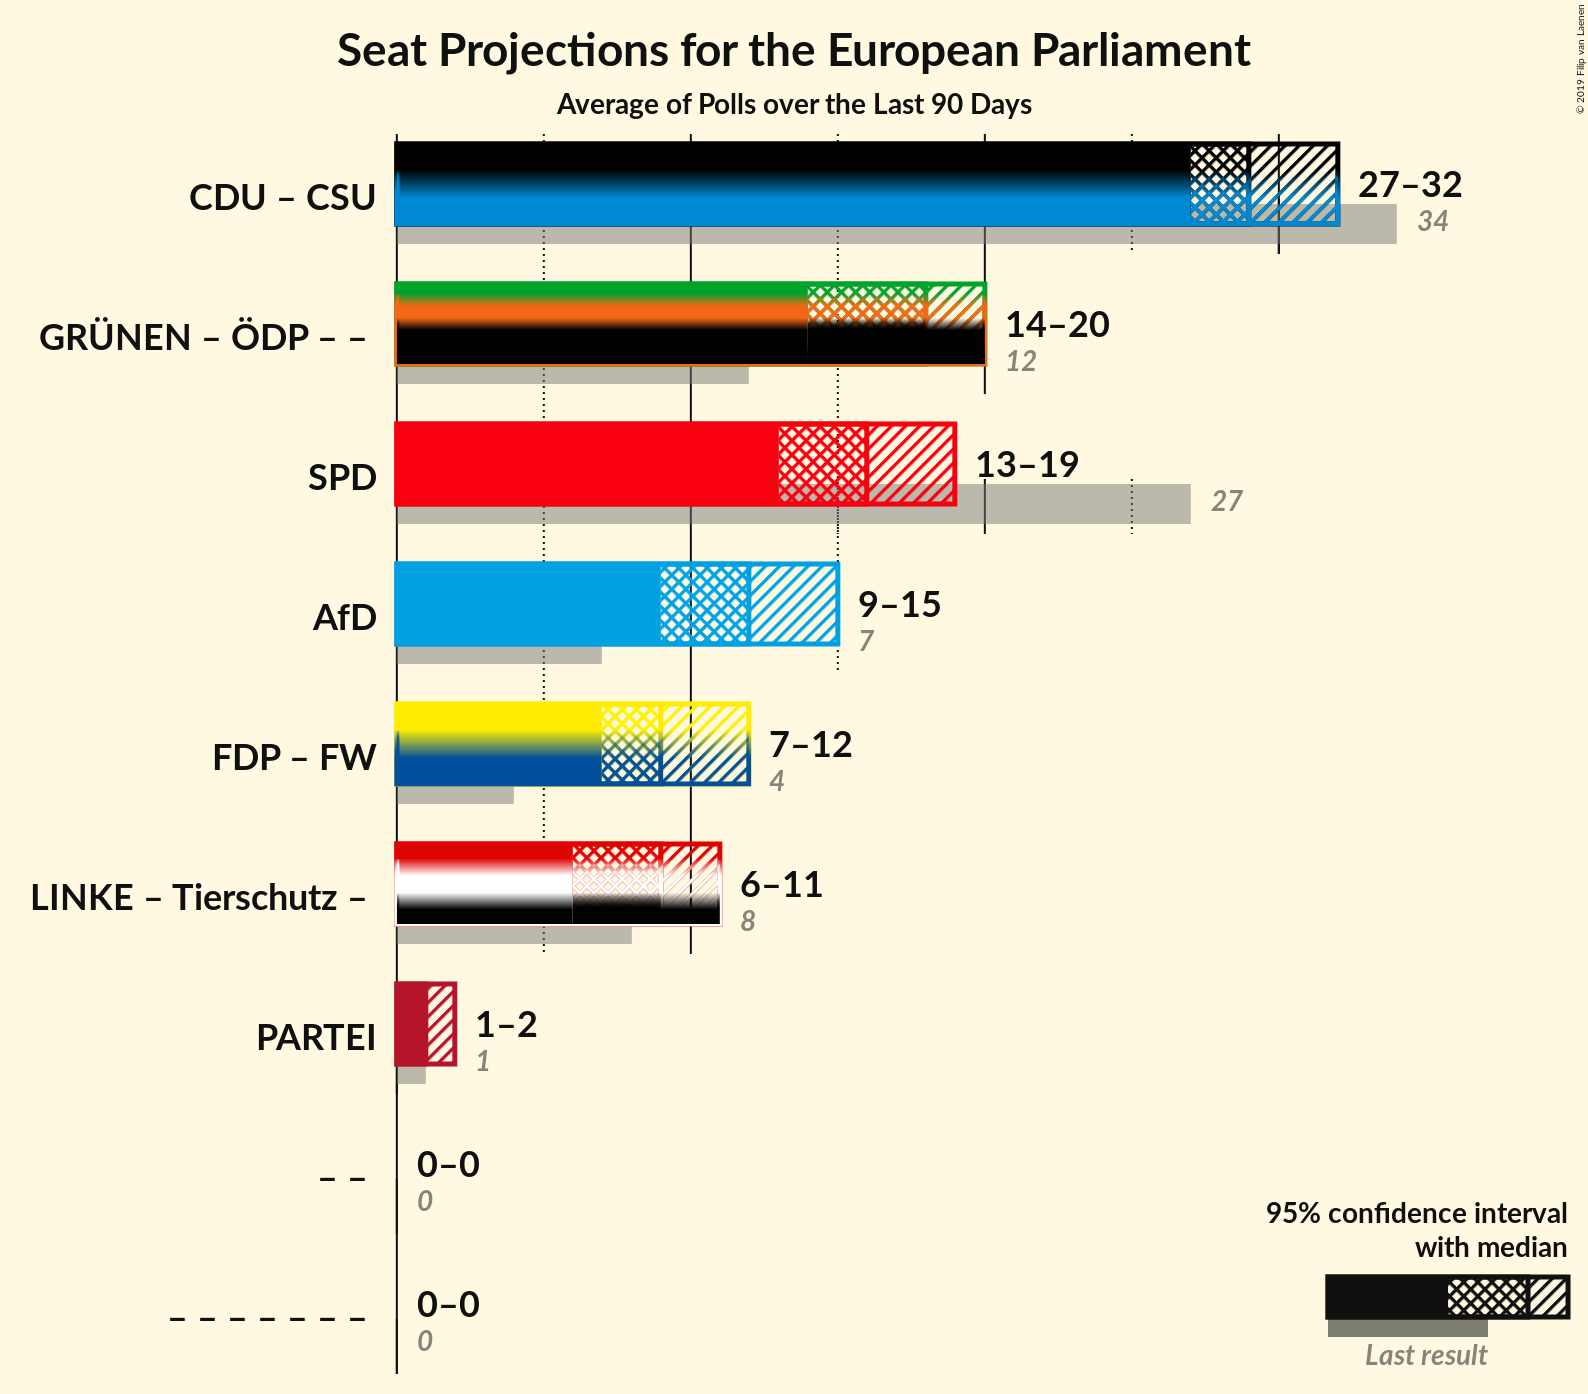 Seat Projections for the European Parliament
Average of Polls over the Last 90 Days
© 2019 Filip van Laenen
CDU – CSU
27–32
34
GRÜNEN – ÖDP – –
14–20
12
SPD
13–19
27
AfD
9–15
7
FDP – FW
7–12
4
LINKE – Tierschutz –
6–11
8
PARTEI
1–2
1
– –
0–0
0
– – – – – – –
0–0
0
95% confidence interval
with median
Last result